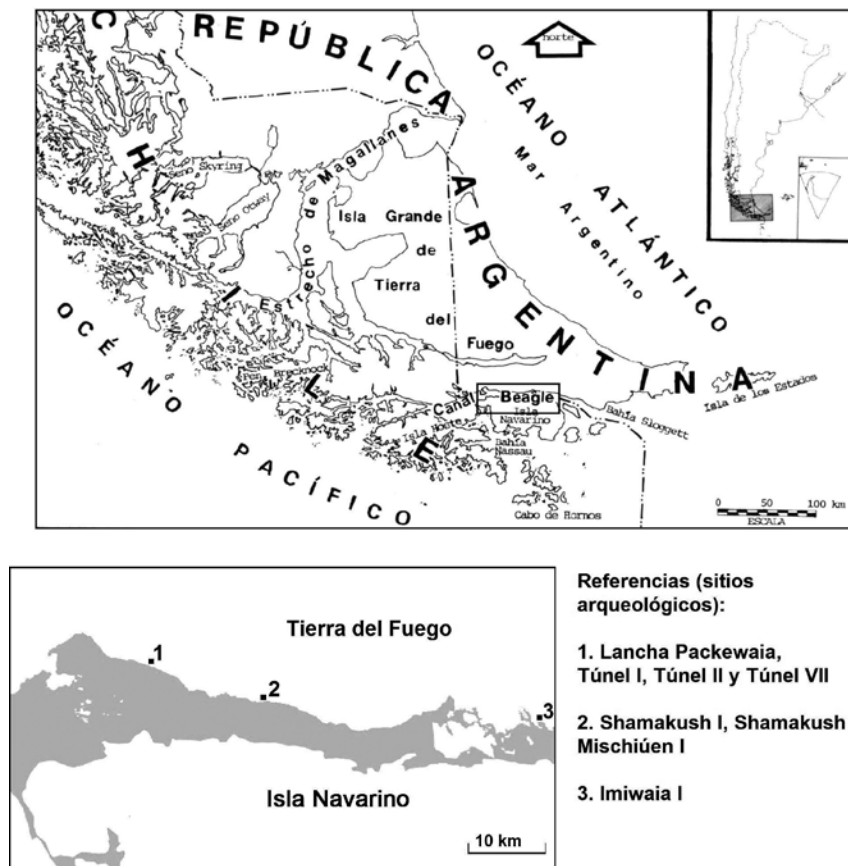 REPÚBLICA
ARGENTINA
CHILE
norte
OCÉANO ATLÁNTICO
Mar Argentino
Seno Skyring
Seno Otway
Estrecho de Magallanes
Isla Grande
de
Tierra
del
Fuego
OCÉANO
PACÍFICO
Pen. Brecknock
Canal Beagle
Isla Hoste
Isla
Navarino
Bahía
Nassau
Bahía Sloggett
Isla de los Estados
Cabo de Hornos
0 50 100 km
ESCALA
Tierra del Fuego
1
2
3
Isla Navarino
10 km
Referencias (sitios
arqueológicos):
1. Lancha Packewaia,
Túnel I, Túnel II y Túnel VII
2. Shamakush I, Shamakush
Mischiúen I
3. Imiwaia I